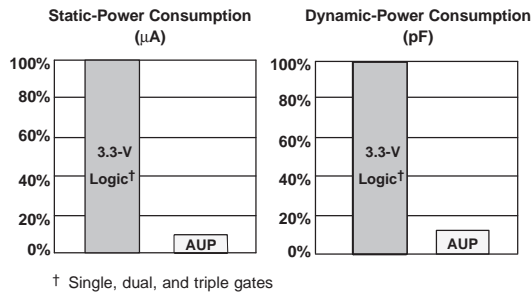 Static-Power Consumption
(μA)
100%
80%
60%
40%
20%
0%
3.3-V
Logic†
AUP
Dynamic-Power Consumption
(pF)
100%
80%
60%
40%
20%
0%
3.3-V
Logic†
AUP
† Single, dual, and triple gates